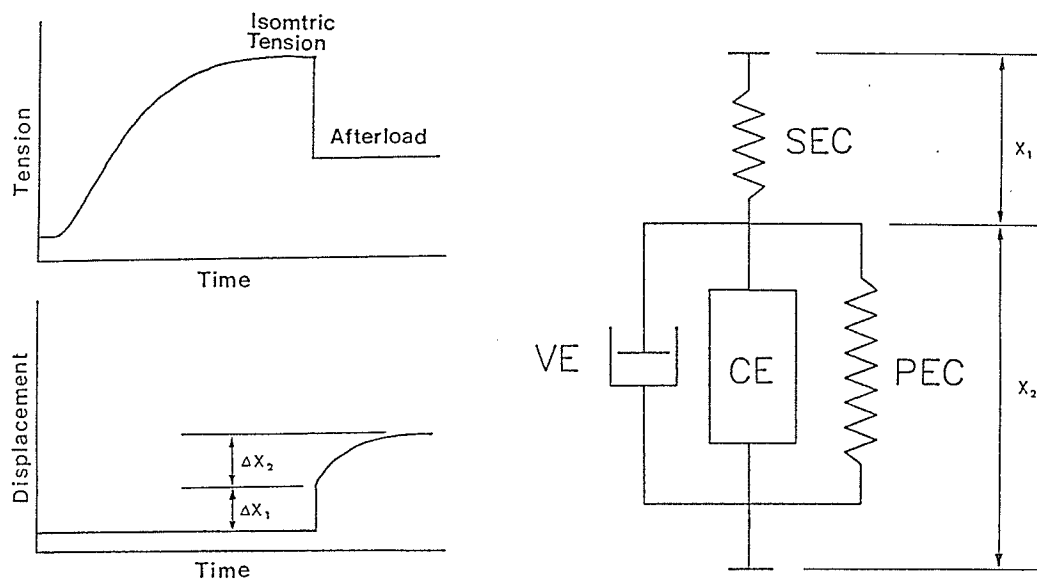 Isomtric
Tension
Afterload
Tension
Time
Displacement
ΔX₂
ΔX₁
Time
SEC
X₁
VE
CE
PEC
X₂